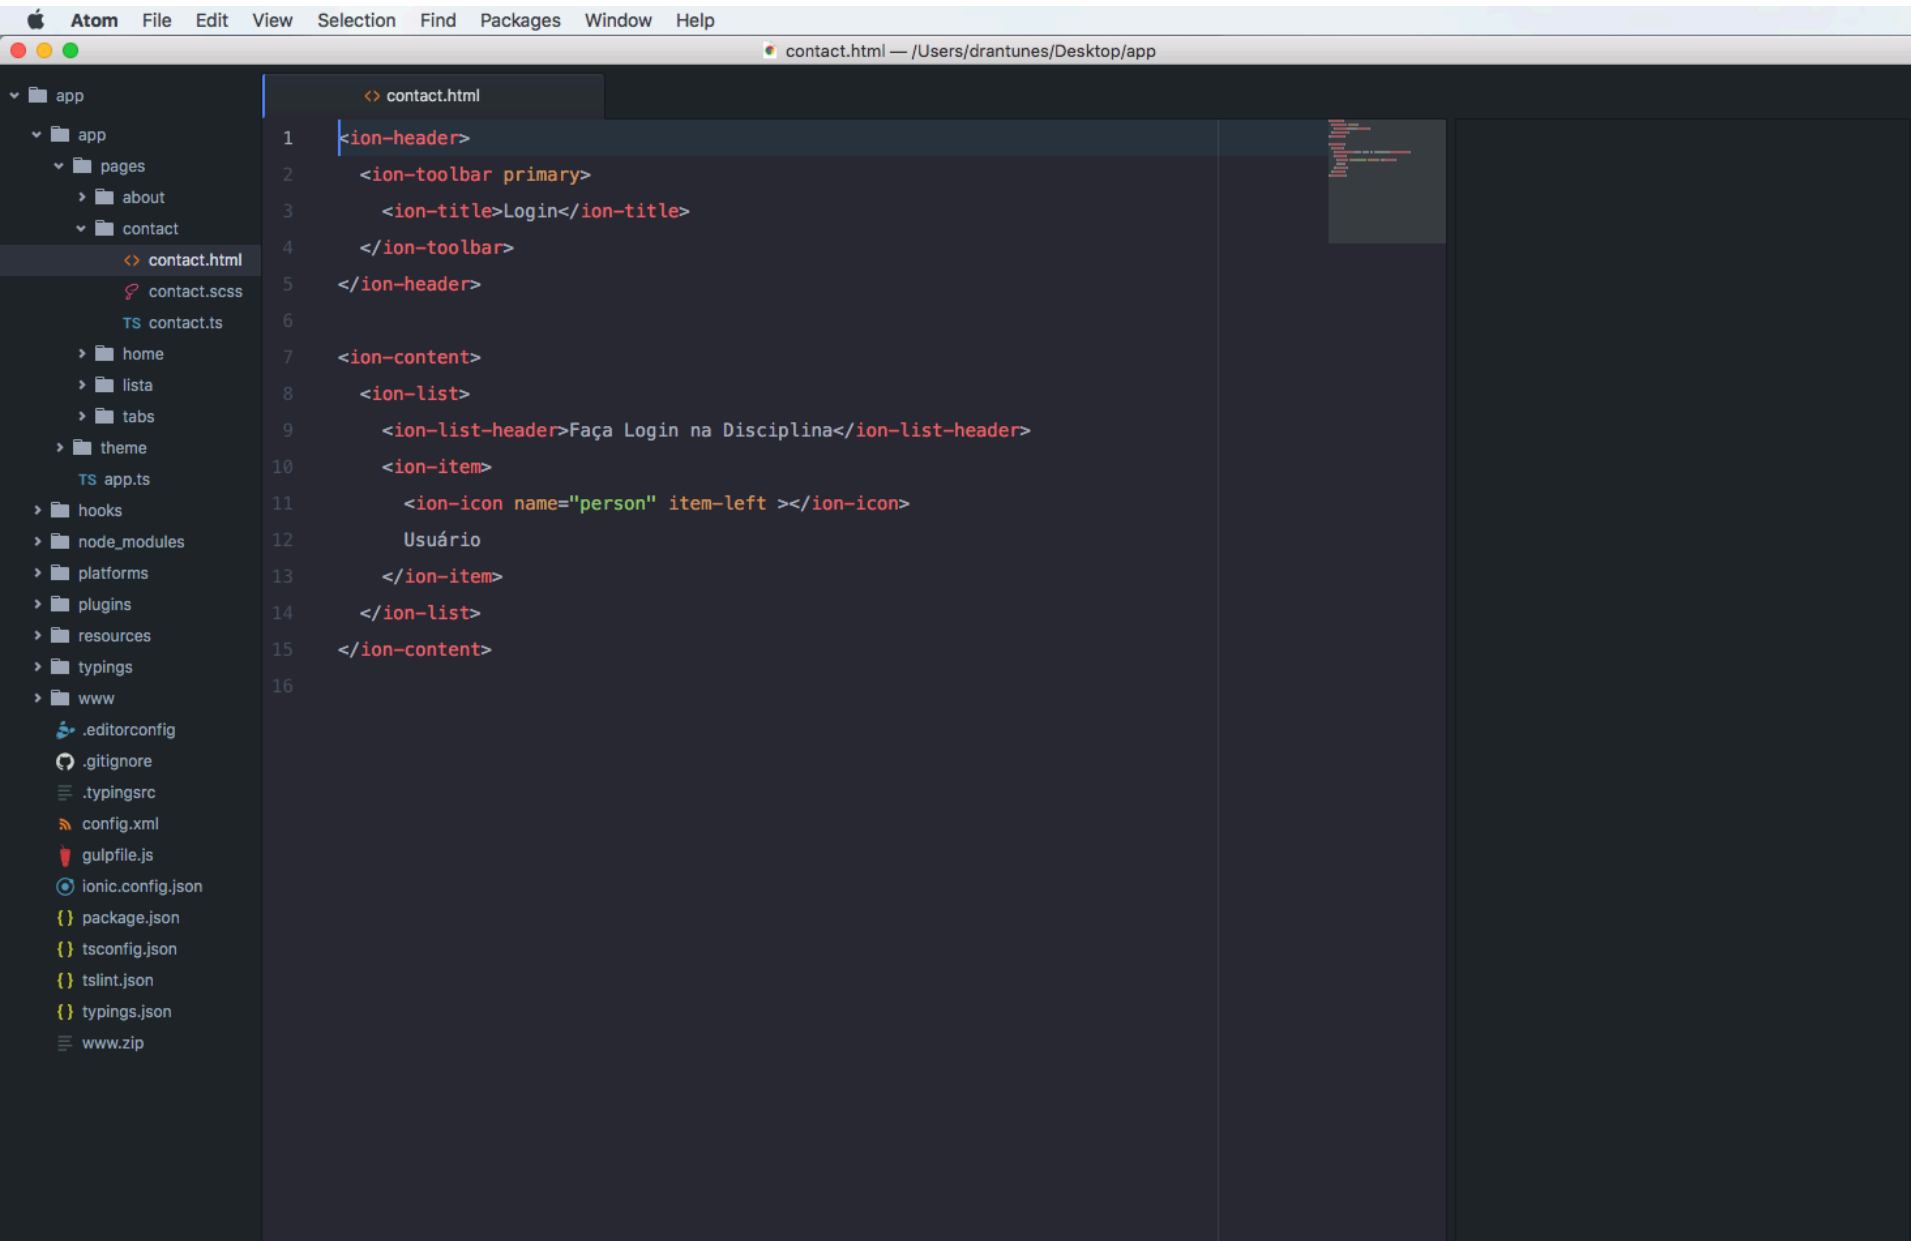 Atom File Edit View Selection Find Packages Window Help
contact.html — /Users/drantunes/Desktop/app
app
app
pages
about
contact
<> contact.html
contact.scss
TS contact.ts
home
lista
tabs
theme
TS app.ts
hooks
node_modules
platforms
plugins
resources
typings
www
.editorconfig
.gitignore
.typingsrc
config.xml
gulpfile.js
ionic.config.json
{} package.json
{} tsconfig.json
{} tslint.json
{} typings.json
www.zip
<> contact.html
1 <ion-header>
2   <ion-toolbar primary>
3     <ion-title>Login</ion-title>
4   </ion-toolbar>
5 </ion-header>
6
7 <ion-content>
8   <ion-list>
9     <ion-list-header>Faça Login na Disciplina</ion-list-header>
10     <ion-item>
11       <ion-icon name="person" item-left ></ion-icon>
12       Usuário
13     </ion-item>
14   </ion-list>
15 </ion-content>
16